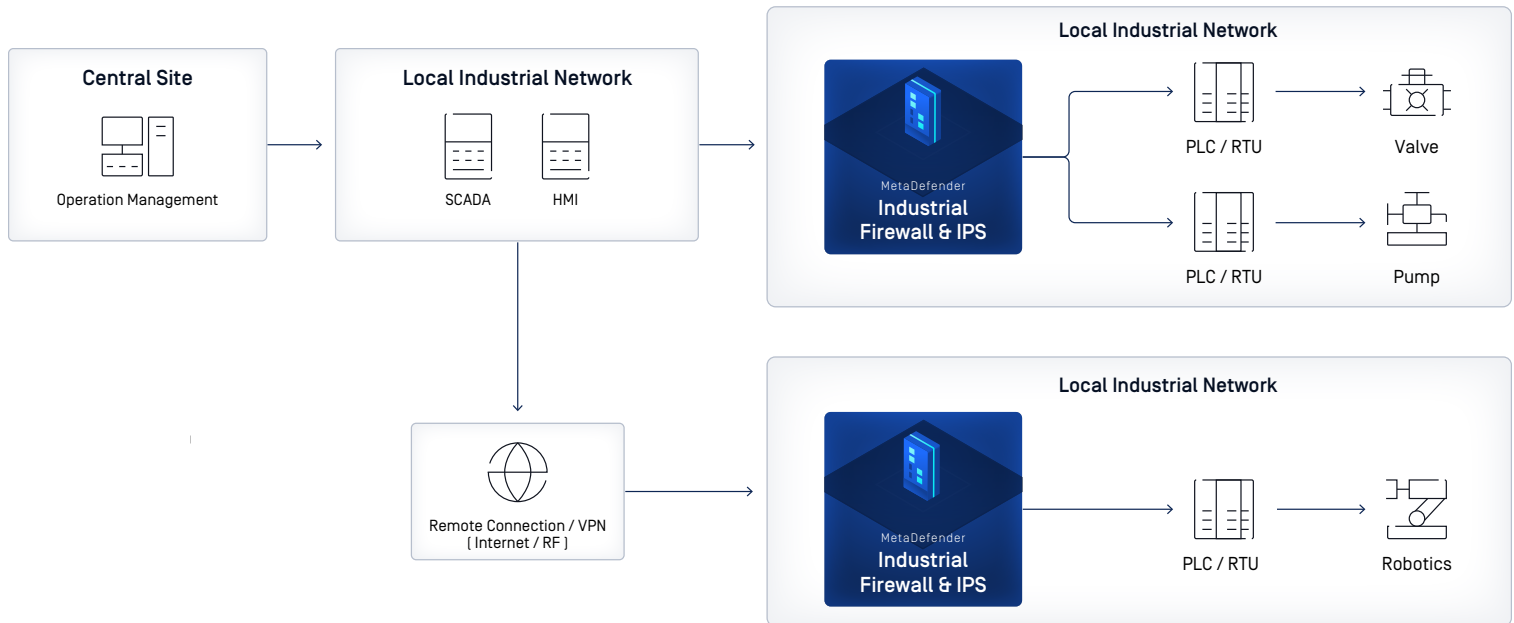 Central Site
Operation Management
Local Industrial Network
SCADA
HMI
Local Industrial Network
MetaDefender
Industrial
Firewall & IPS
PLC / RTU
Valve
PLC / RTU
Pump
Remote Connection / VPN
[ Internet / RF ]
Local Industrial Network
MetaDefender
Industrial
Firewall & IPS
PLC / RTU
Robotics